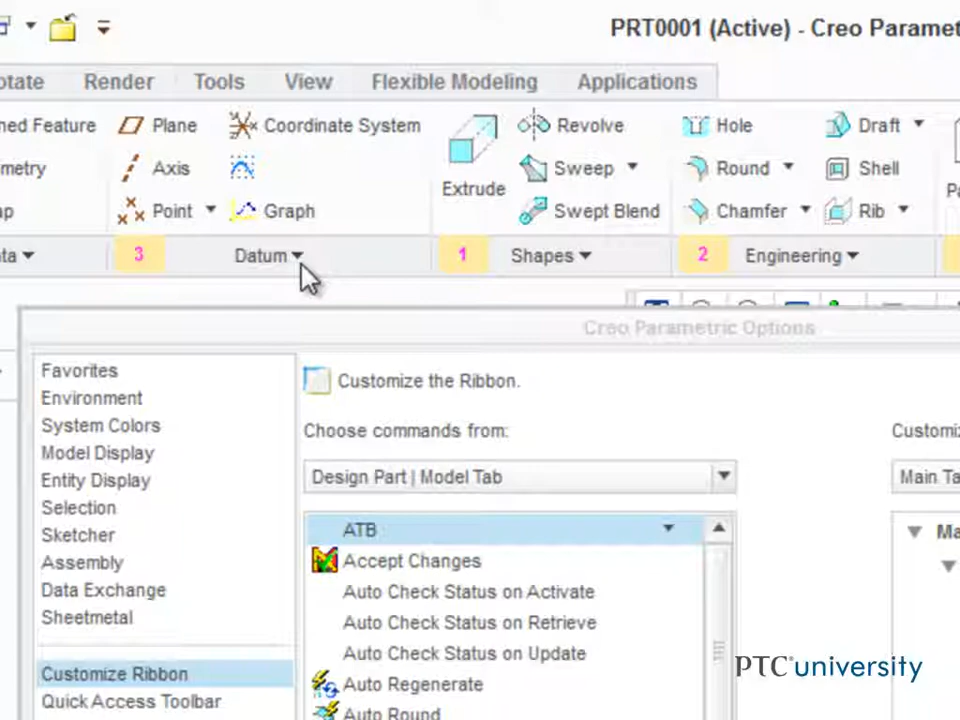 PRT0001 (Active) - Creo Paramet
otate Render Tools View Flexible Modeling Applications
ned Feature Plane Coordinate System Revolve Hole Draft
metry Axis Sweep Round Shell
Extrude
ap Point Graph Swept Blend Chamfer Rib
ta 3 Datum 1 Shapes 2 Engineering
Creo Parametric Options
Favorites
Environment
System Colors
Model Display
Entity Display
Selection
Sketcher
Assembly
Data Exchange
Sheetmetal
Customize Ribbon
Quick Access Toolbar
Customize the Ribbon.
Choose commands from:
Design Part | Model Tab
ATB
Accept Changes
Auto Check Status on Activate
Auto Check Status on Retrieve
Auto Check Status on Update
Auto Regenerate
Auto Round
Customiz
Main Ta
Ma
PTC university